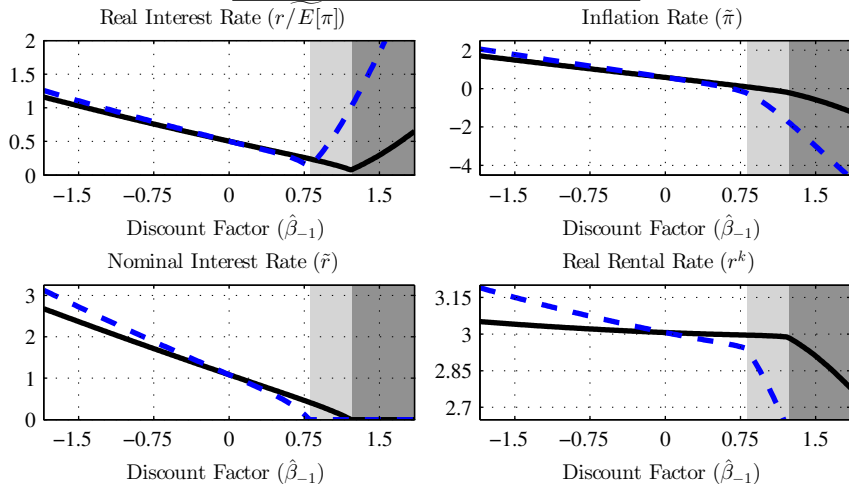 Real Interest Rate (r/E[π])
2
1.5
1
0.5
0
−1.5 −0.75 0 0.75 1.5
Discount Factor (β̂₋₁)
Inflation Rate (π̃)
2
0
−2
−4
−1.5 −0.75 0 0.75 1.5
Discount Factor (β̂₋₁)
Nominal Interest Rate (r̃)
3
2
1
0
−1.5 −0.75 0 0.75 1.5
Discount Factor (β̂₋₁)
Real Rental Rate (rᵏ)
3.15
3
2.85
2.7
−1.5 −0.75 0 0.75 1.5
Discount Factor (β̂₋₁)